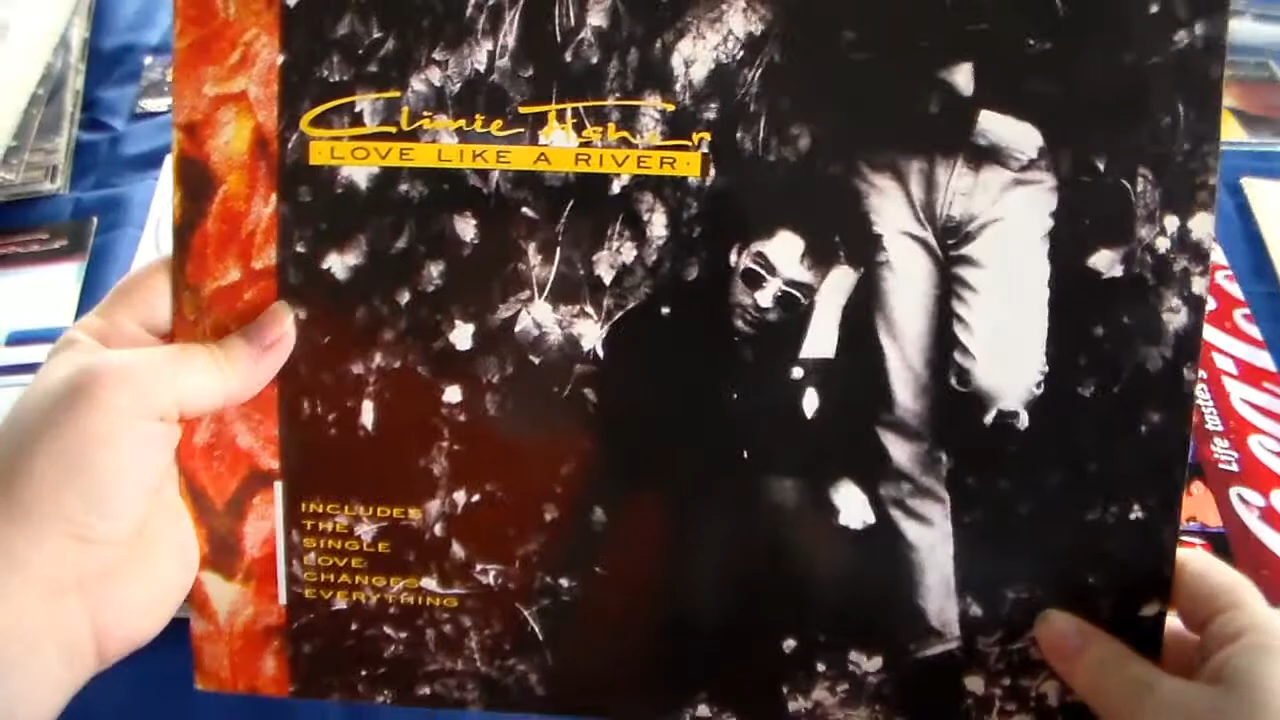 Climie Fisher
·LOVE LIKE A RIVER·
INCLUDES
THE
SINGLE
LOVE
CHANGES
EVERYTHING
Life tastes
Coca-Cola